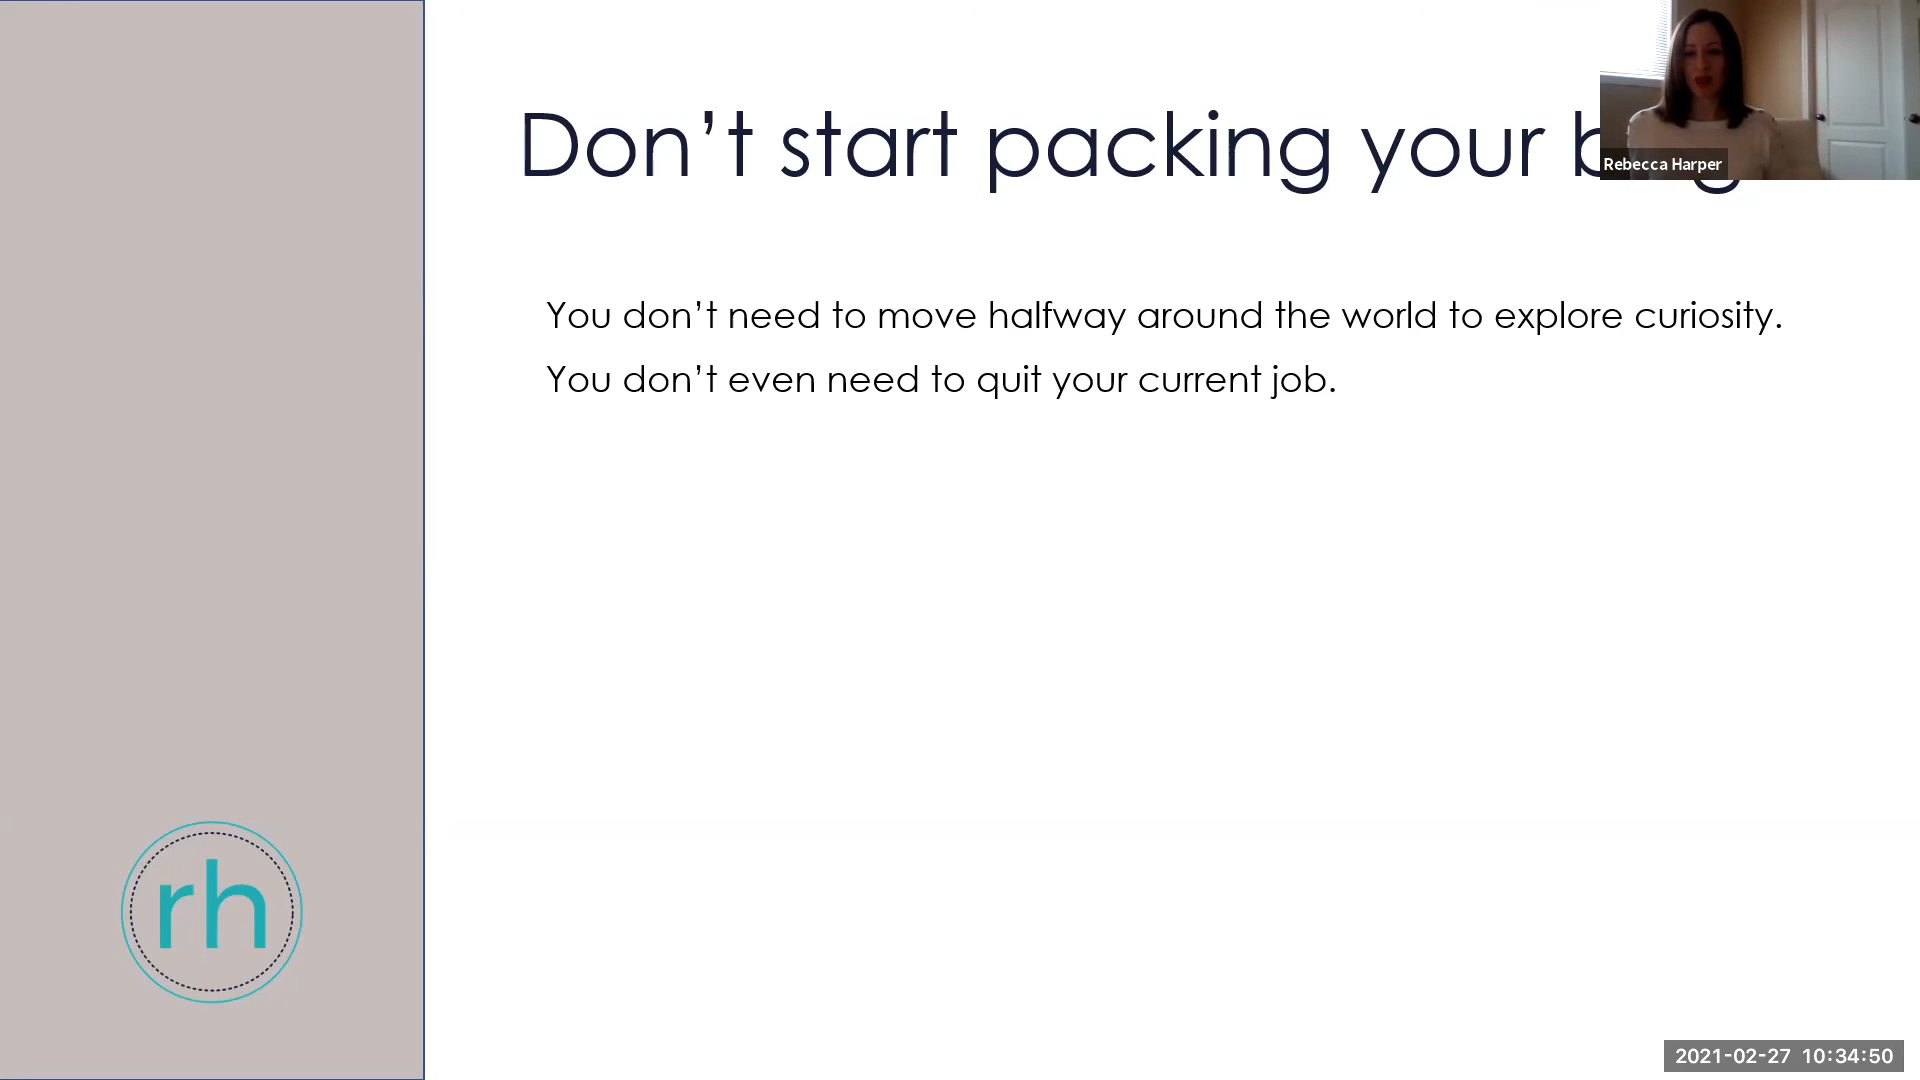 Don’t start packing your
Rebecca Harper
You don’t need to move halfway around the world to explore curiosity.
You don’t even need to quit your current job.
rh
2021-02-27 10:34:50